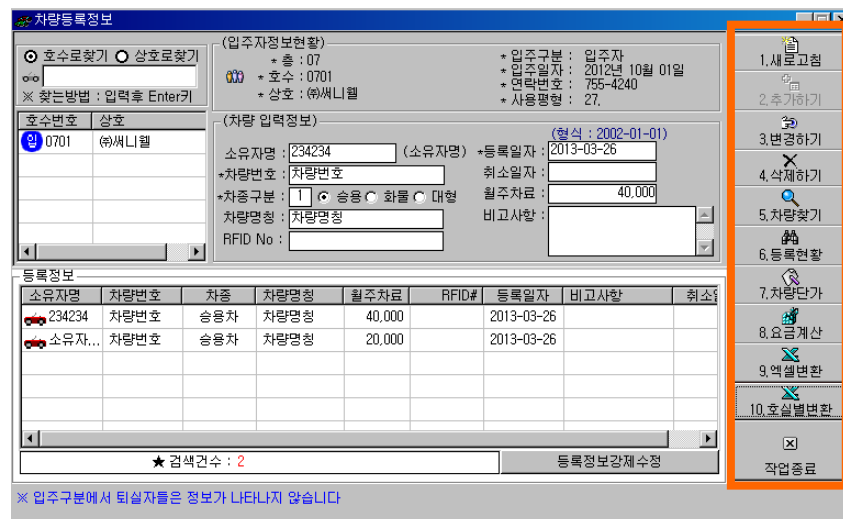 차량등록정보
호수로찾기 상호로찾기
※ 찾는방법 : 입력후 Enter키
(입주자정보현황)
* 층 : 07
* 호수 : 0701
* 상호 : ㈜써니웰
* 입주구분 : 입주자
* 입주일자 : 2012년 10월 01일
* 연락번호 : 755-4240
* 사용평형 : 27.
호수번호 상호
입 0701 ㈜써니웰
(차량 입력정보)
(형식 : 2002-01-01)
소유자명 : 234234 (소유자명) *등록일자 : 2013-03-26
*차량번호 : 차량번호 취소일자 :
*차종구분 : 1 승용 화물 대형 월주차료 : 40,000
차량명칭 : 차량명칭 비고사항 :
RFID No :
등록정보
소유자명 차량번호 차종 차량명칭 월주차료 RFID# 등록일자 비고사항 취소일
234234 차량번호 승용차 차량명칭 40,000 2013-03-26
소유자... 차량번호 승용차 차량명칭 20,000 2013-03-26
★ 검색건수 : 2 등록정보강제수정
※ 입주구분에서 퇴실자들은 정보가 나타나지 않습니다
1.새로고침
2.추가하기
3.변경하기
4.삭제하기
5.차량찾기
6.등록현황
7.차량단가
8.요금계산
9.엑셀변환
10.호실별변환
작업종료